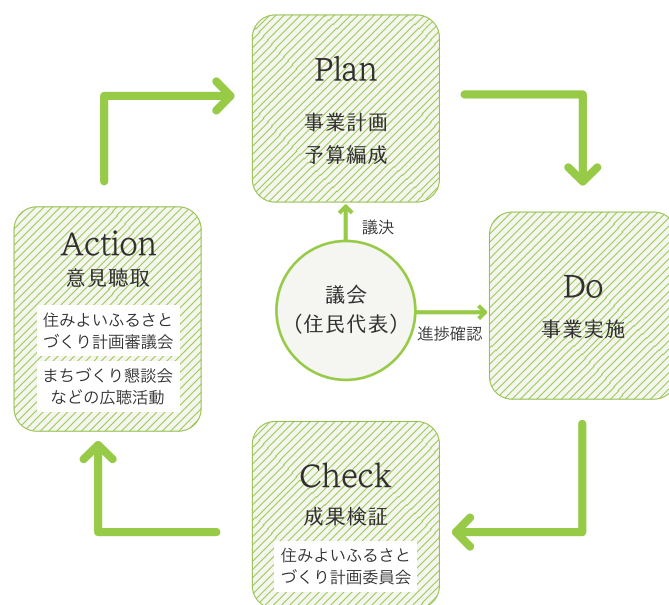 Plan
事業計画
予算編成
議決
議会
（住民代表）
進捗確認
Do
事業実施
Check
成果検証
住みよいふるさと
づくり計画委員会
Action
意見聴取
住みよいふるさと
づくり計画審議会
まちづくり懇談会
などの広聴活動